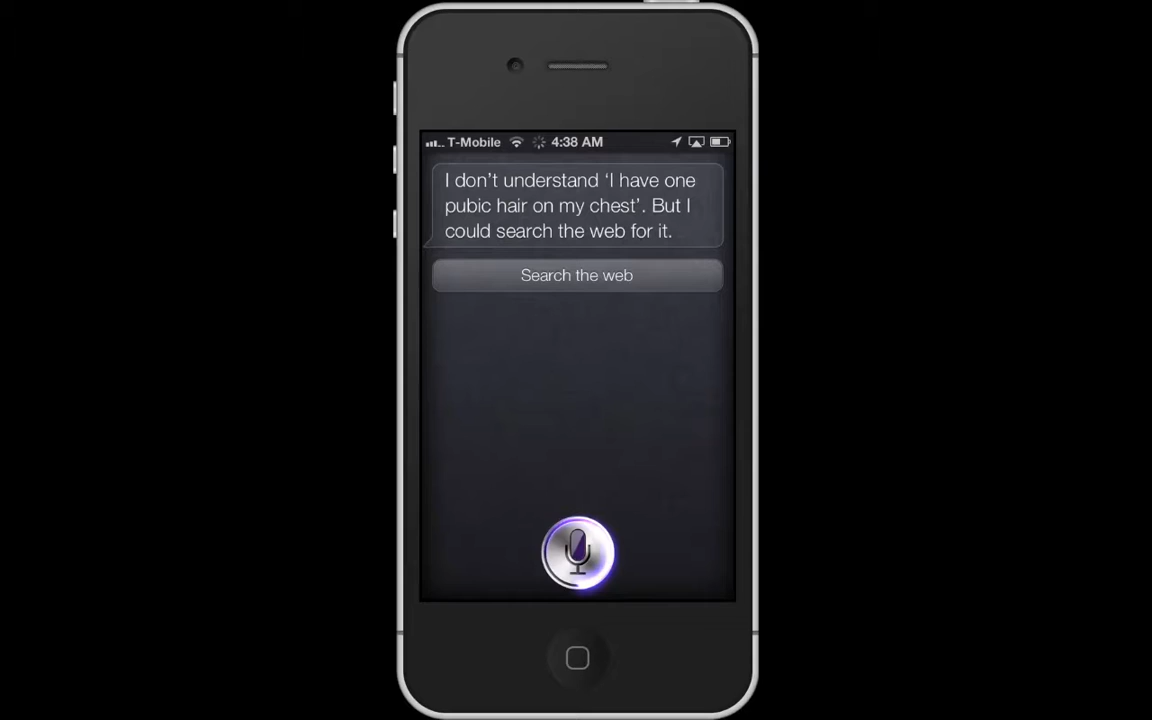 T-Mobile 4:38 AM
I don't understand 'I have one
pubic hair on my chest'. But I
could search the web for it.
Search the web